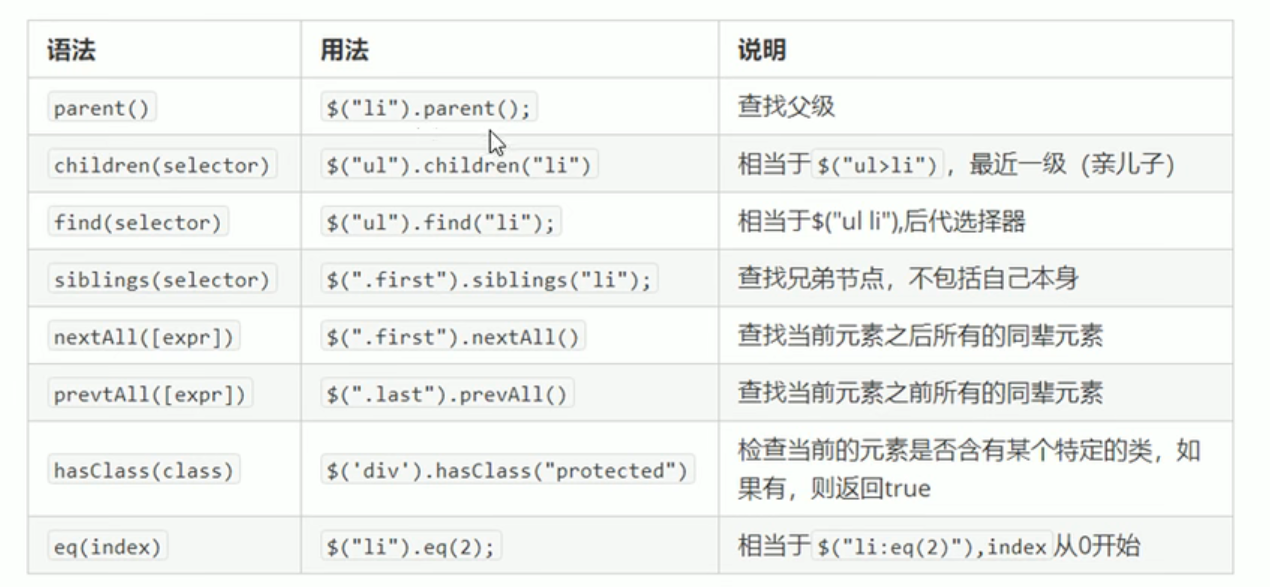 语法 用法 说明
parent() $("li").parent(); 查找父级
children(selector) $("ul").children("li") 相当于$("ul>li")，最近一级（亲儿子）
find(selector) $("ul").find("li"); 相当于$("ul li"),后代选择器
siblings(selector) $(".first").siblings("li"); 查找兄弟节点，不包括自己本身
nextAll([expr]) $(".first").nextAll() 查找当前元素之后所有的同辈元素
prevtAll([expr]) $(".last").prevAll() 查找当前元素之前所有的同辈元素
hasClass(class) $('div').hasClass("protected") 检查当前的元素是否含有某个特定的类，如
果有，则返回true
eq(index) $("li").eq(2); 相当于$("li:eq(2)"),index从0开始